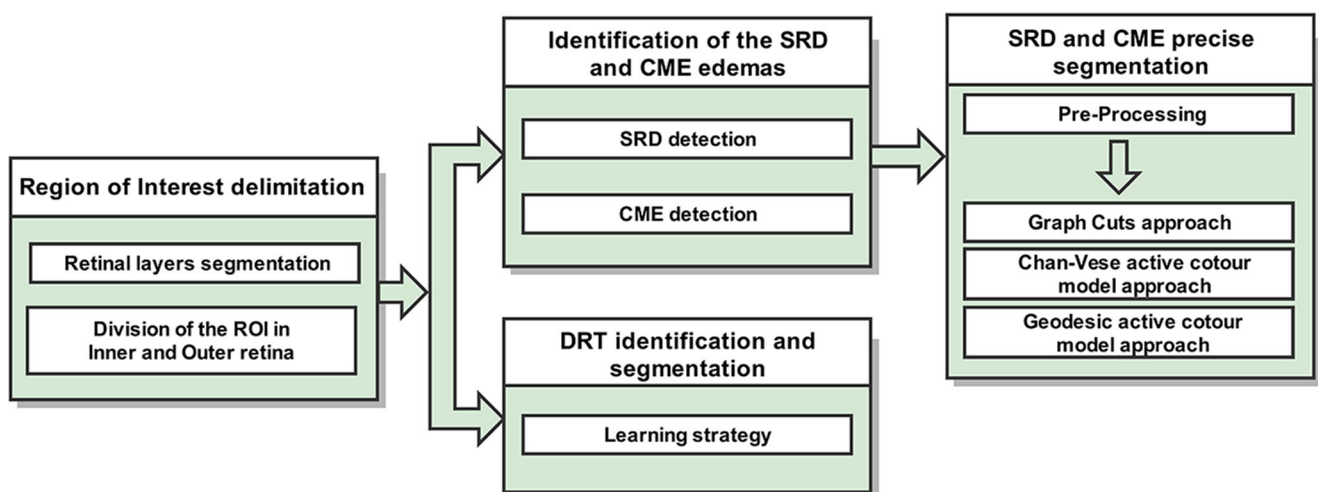 Region of Interest delimitation
Retinal layers segmentation
Division of the ROI in
Inner and Outer retina
Identification of the SRD
and CME edemas
SRD detection
CME detection
DRT identification and
segmentation
Learning strategy
SRD and CME precise
segmentation
Pre-Processing
Graph Cuts approach
Chan-Vese active cotour
model approach
Geodesic active cotour
model approach